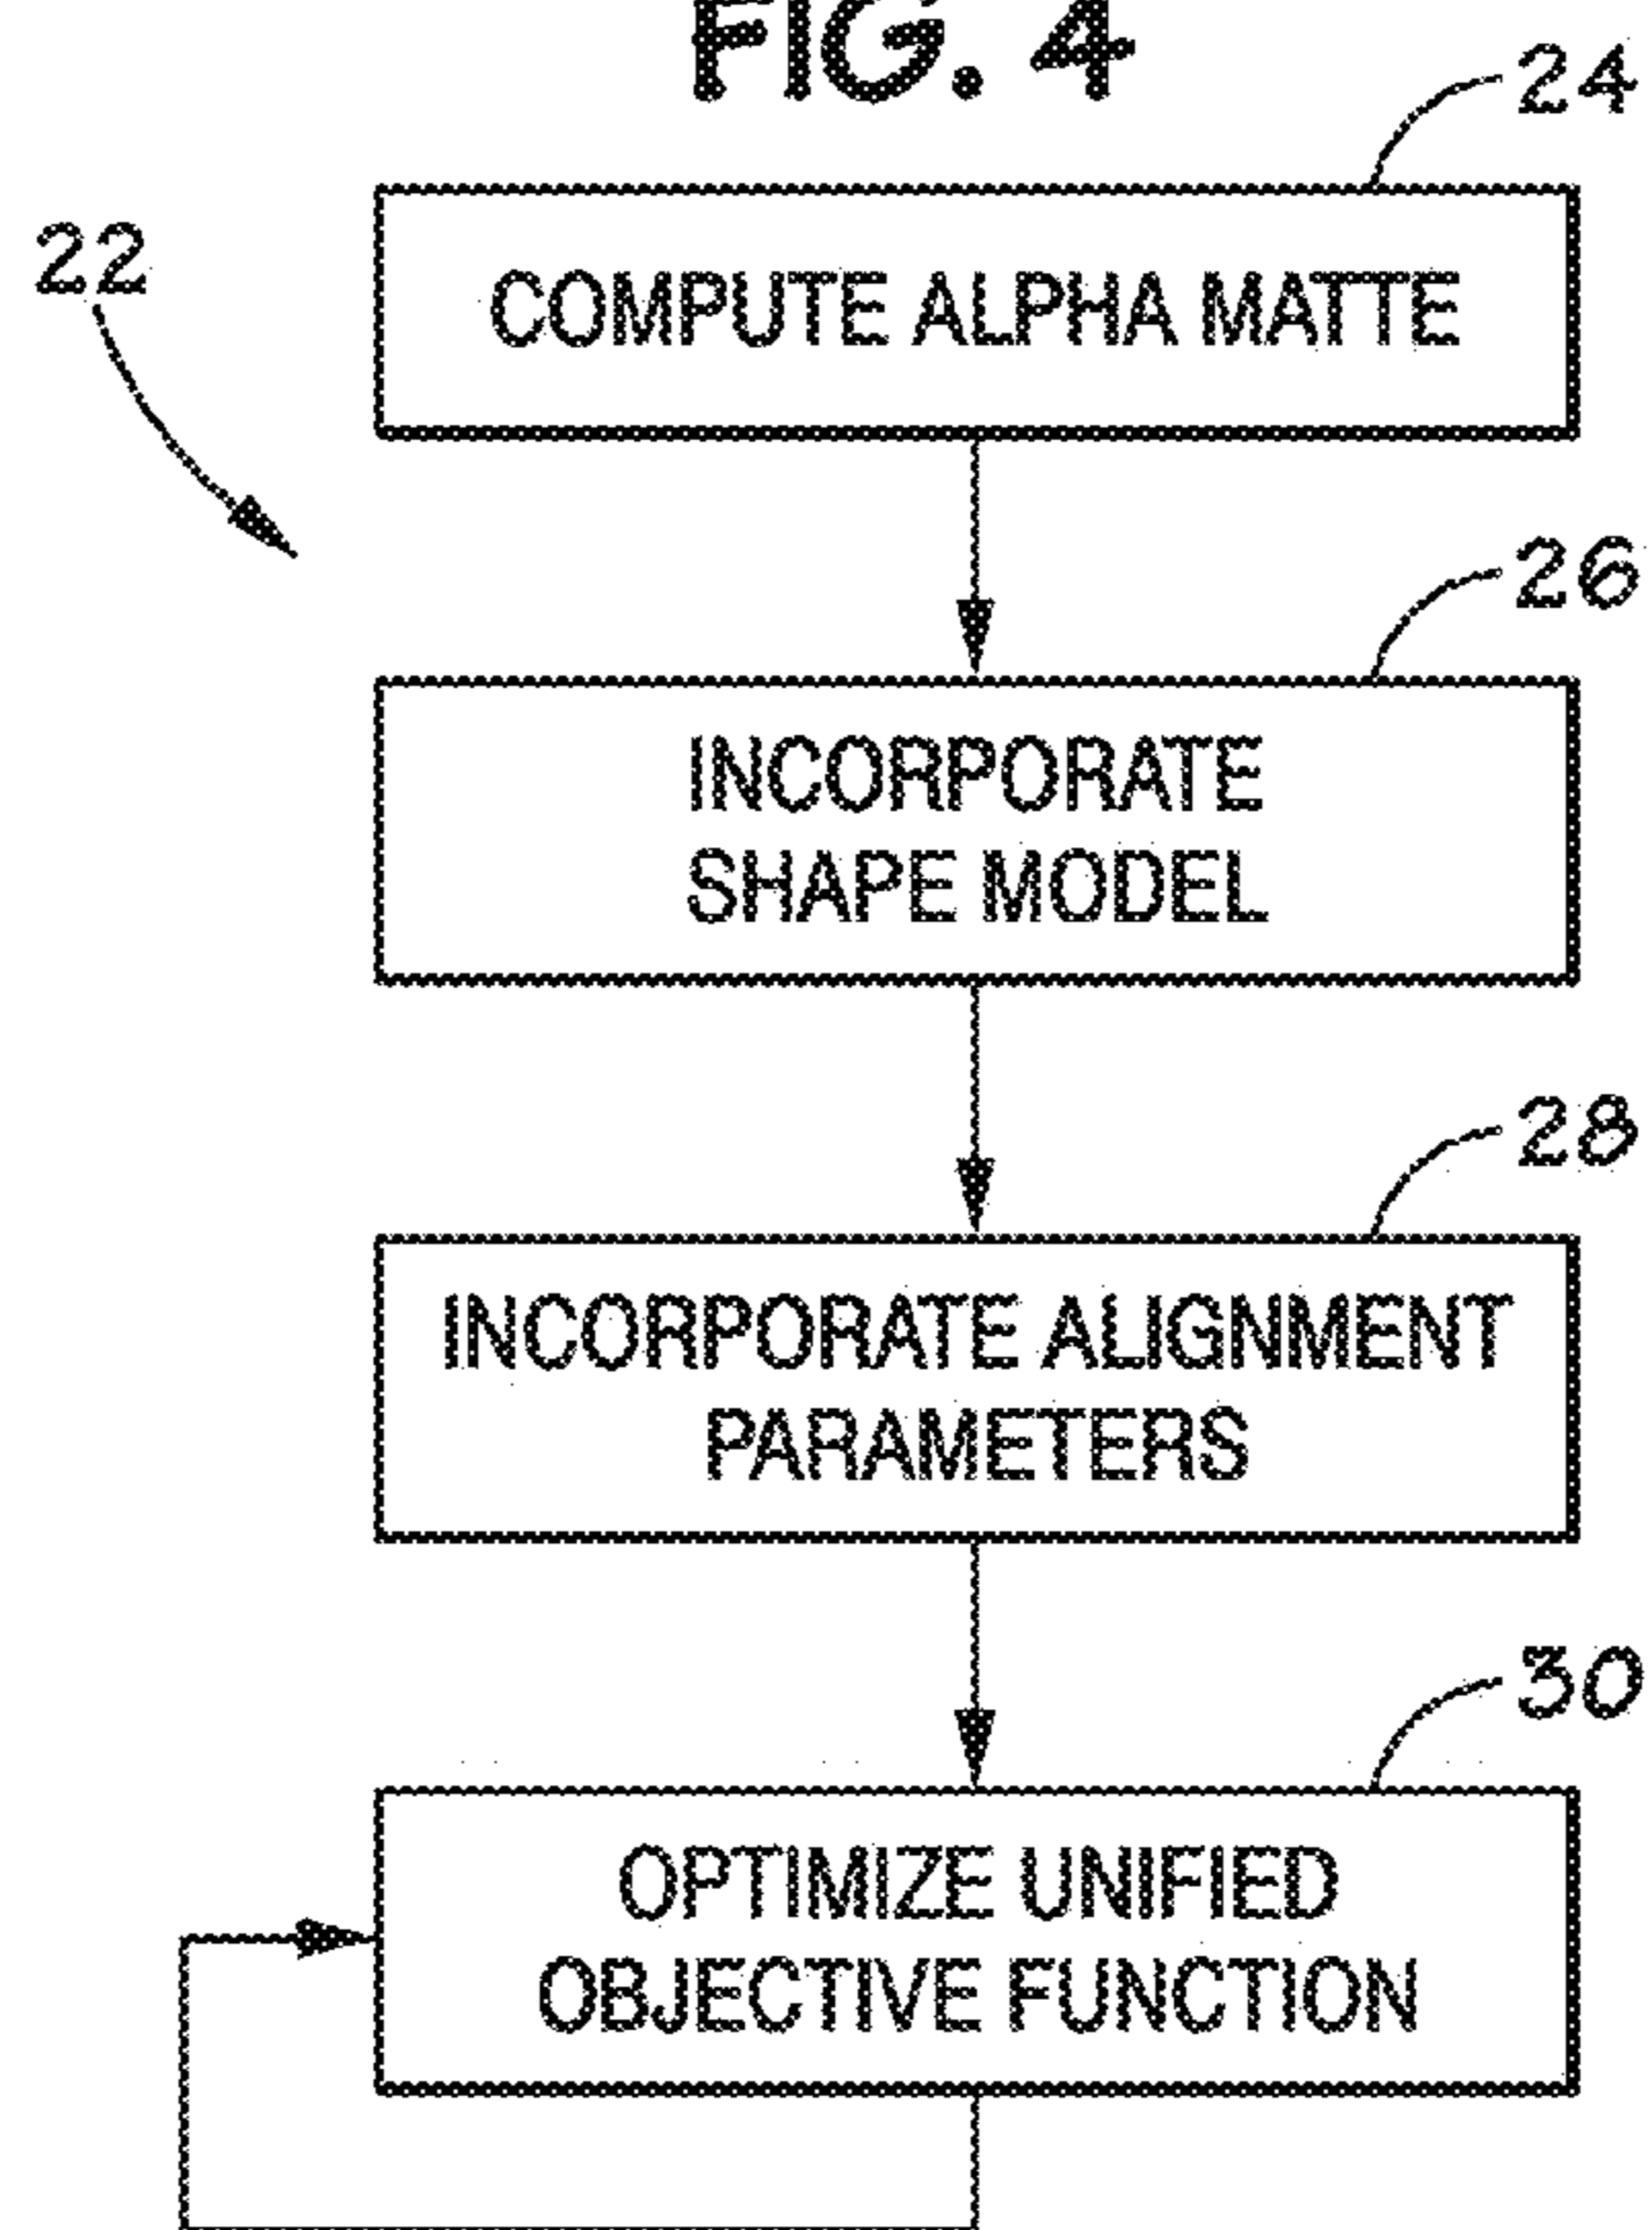 FIG. 4
24
22
COMPUTE ALPHA MATTE
26
INCORPORATE
SHAPE MODEL
28
INCORPORATE ALIGNMENT
PARAMETERS
30
OPTIMIZE UNIFIED
OBJECTIVE FUNCTION